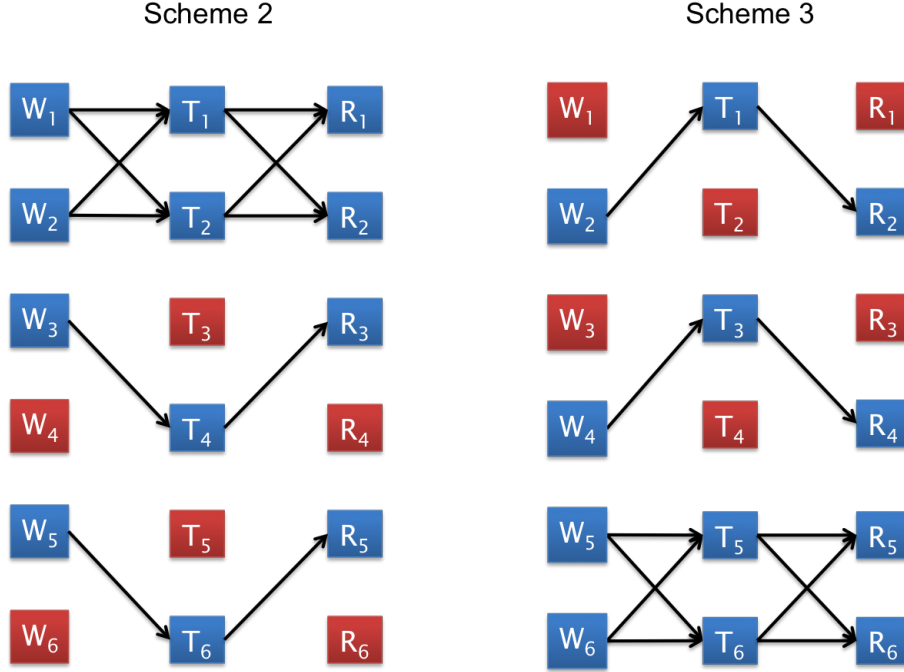 Scheme 2 Scheme 3
W1 T1 R1 W1 T1 R1
W2 T2 R2 W2 T2 R2
W3 T3 R3 W3 T3 R3
W4 T4 R4 W4 T4 R4
W5 T5 R5 W5 T5 R5
W6 T6 R6 W6 T6 R6